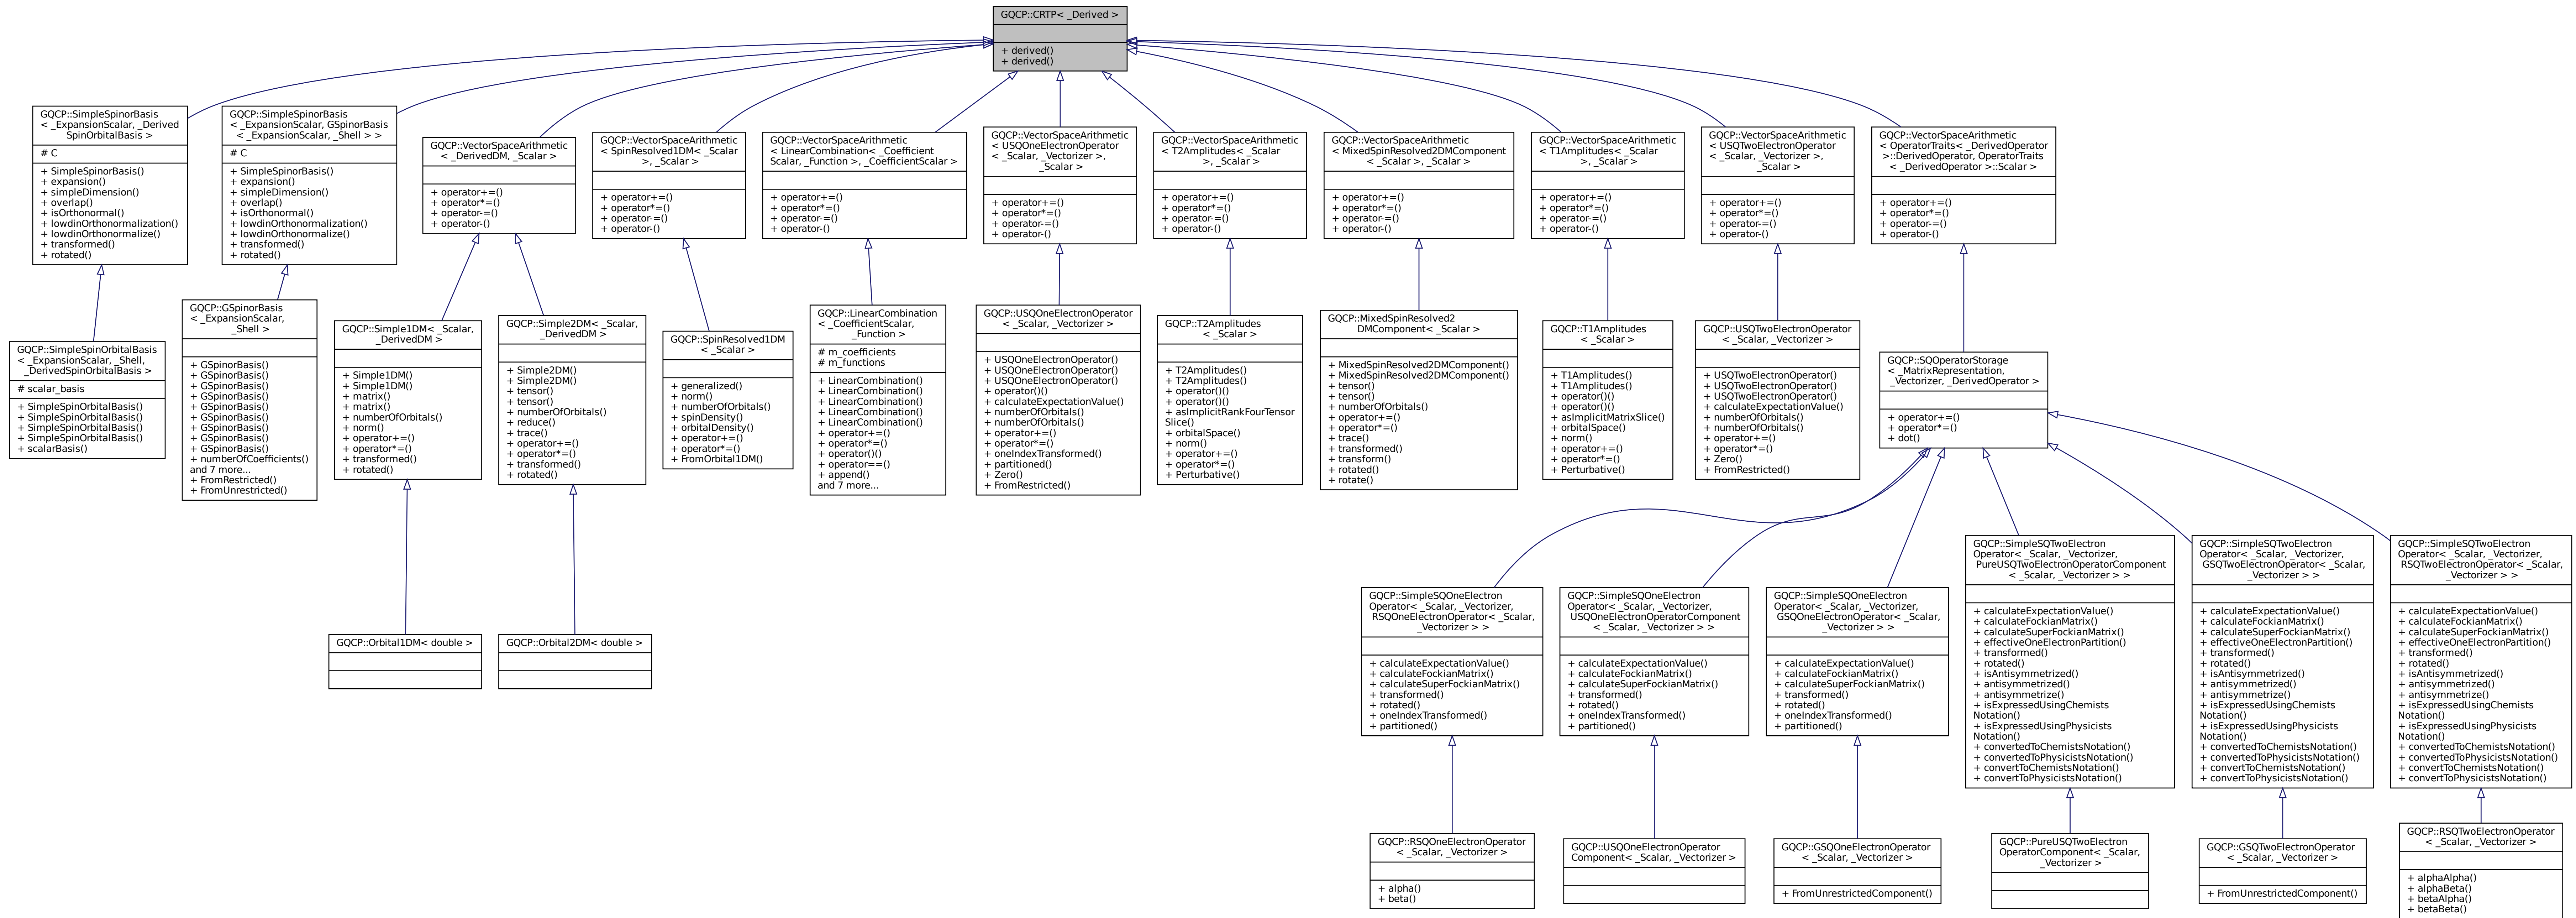 GQCP::CRTP< _Derived >
+ derived()
+ derived()
GQCP::SimpleSpinorBasis
< _ExpansionScalar, _Derived
SpinOrbitalBasis >
# C
+ SimpleSpinorBasis()
+ expansion()
+ simpleDimension()
+ overlap()
+ isOrthonormal()
+ lowdinOrthonormalization()
+ lowdinOrthonormalize()
+ transformed()
+ rotated()
GQCP::SimpleSpinorBasis
< _ExpansionScalar, GSpinorBasis
< _ExpansionScalar, _Shell > >
# C
+ SimpleSpinorBasis()
+ expansion()
+ simpleDimension()
+ overlap()
+ isOrthonormal()
+ lowdinOrthonormalization()
+ lowdinOrthonormalize()
+ transformed()
+ rotated()
GQCP::VectorSpaceArithmetic
< _DerivedDM, _Scalar >
+ operator+=()
+ operator*=()
+ operator-=()
+ operator-()
GQCP::VectorSpaceArithmetic
< SpinResolved1DM< _Scalar
>, _Scalar >
+ operator+=()
+ operator*=()
+ operator-=()
+ operator-()
GQCP::VectorSpaceArithmetic
< LinearCombination< _Coefficient
Scalar, _Function >, _CoefficientScalar >
+ operator+=()
+ operator*=()
+ operator-=()
+ operator-()
GQCP::VectorSpaceArithmetic
< USQOneElectronOperator
< _Scalar, _Vectorizer >,
_Scalar >
+ operator+=()
+ operator*=()
+ operator-=()
+ operator-()
GQCP::VectorSpaceArithmetic
< T2Amplitudes< _Scalar
>, _Scalar >
+ operator+=()
+ operator*=()
+ operator-=()
+ operator-()
GQCP::VectorSpaceArithmetic
< MixedSpinResolved2DMComponent
< _Scalar >, _Scalar >
+ operator+=()
+ operator*=()
+ operator-=()
+ operator-()
GQCP::VectorSpaceArithmetic
< T1Amplitudes< _Scalar
>, _Scalar >
+ operator+=()
+ operator*=()
+ operator-=()
+ operator-()
GQCP::VectorSpaceArithmetic
< USQTwoElectronOperator
< _Scalar, _Vectorizer >,
_Scalar >
+ operator+=()
+ operator*=()
+ operator-=()
+ operator-()
GQCP::VectorSpaceArithmetic
< OperatorTraits< _DerivedOperator
>::DerivedOperator, OperatorTraits
< _DerivedOperator >::Scalar >
+ operator+=()
+ operator*=()
+ operator-=()
+ operator-()
GQCP::SimpleSpinOrbitalBasis
< _ExpansionScalar, _Shell,
_DerivedSpinOrbitalBasis >
# scalar_basis
+ SimpleSpinOrbitalBasis()
+ SimpleSpinOrbitalBasis()
+ SimpleSpinOrbitalBasis()
+ SimpleSpinOrbitalBasis()
+ scalarBasis()
GQCP::GSpinorBasis
< _ExpansionScalar,
_Shell >
+ GSpinorBasis()
+ GSpinorBasis()
+ GSpinorBasis()
+ GSpinorBasis()
+ GSpinorBasis()
+ GSpinorBasis()
+ GSpinorBasis()
+ GSpinorBasis()
+ GSpinorBasis()
+ numberOfCoefficients()
and 7 more...
+ FromRestricted()
+ FromUnrestricted()
GQCP::Simple1DM< _Scalar,
_DerivedDM >
+ Simple1DM()
+ Simple1DM()
+ matrix()
+ matrix()
+ numberOfOrbitals()
+ norm()
+ operator+=()
+ operator*=()
+ transformed()
+ rotated()
GQCP::Simple2DM< _Scalar,
_DerivedDM >
+ Simple2DM()
+ Simple2DM()
+ tensor()
+ tensor()
+ numberOfOrbitals()
+ reduce()
+ trace()
+ operator+=()
+ operator*=()
+ transformed()
+ rotated()
GQCP::SpinResolved1DM
< _Scalar >
+ generalized()
+ norm()
+ numberOfOrbitals()
+ spinDensity()
+ orbitalDensity()
+ operator+=()
+ operator*=()
+ FromOrbital1DM()
GQCP::LinearCombination
< _CoefficientScalar,
_Function >
# m_coefficients
# m_functions
+ LinearCombination()
+ LinearCombination()
+ LinearCombination()
+ LinearCombination()
+ LinearCombination()
+ operator+=()
+ operator*=()
+ operator()()
+ operator==()
+ append()
and 7 more...
GQCP::USQOneElectronOperator
< _Scalar, _Vectorizer >
+ USQOneElectronOperator()
+ USQOneElectronOperator()
+ USQOneElectronOperator()
+ operator()()
+ calculateExpectationValue()
+ numberOfOrbitals()
+ numberOfOrbitals()
+ operator+=()
+ operator*=()
+ oneIndexTransformed()
+ partitioned()
+ Zero()
+ FromRestricted()
GQCP::T2Amplitudes
< _Scalar >
+ T2Amplitudes()
+ T2Amplitudes()
+ operator()()
+ operator()()
+ asImplicitRankFourTensor
Slice()
+ orbitalSpace()
+ norm()
+ operator+=()
+ operator*=()
+ Perturbative()
GQCP::MixedSpinResolved2
DMComponent< _Scalar >
+ MixedSpinResolved2DMComponent()
+ MixedSpinResolved2DMComponent()
+ tensor()
+ tensor()
+ numberOfOrbitals()
+ operator+=()
+ operator*=()
+ trace()
+ transformed()
+ transform()
+ rotated()
+ rotate()
GQCP::T1Amplitudes
< _Scalar >
+ T1Amplitudes()
+ T1Amplitudes()
+ operator()()
+ operator()()
+ asImplicitMatrixSlice()
+ orbitalSpace()
+ norm()
+ operator+=()
+ operator*=()
+ Perturbative()
GQCP::USQTwoElectronOperator
< _Scalar, _Vectorizer >
+ USQTwoElectronOperator()
+ USQTwoElectronOperator()
+ USQTwoElectronOperator()
+ calculateExpectationValue()
+ numberOfOrbitals()
+ numberOfOrbitals()
+ operator+=()
+ operator*=()
+ Zero()
+ FromRestricted()
GQCP::SQOperatorStorage
< _MatrixRepresentation,
_Vectorizer, _DerivedOperator >
+ operator+=()
+ operator*=()
+ dot()
GQCP::Orbital1DM< double >
GQCP::Orbital2DM< double >
GQCP::SimpleSQOneElectron
Operator< _Scalar, _Vectorizer,
RSQOneElectronOperator< _Scalar,
_Vectorizer > >
+ calculateExpectationValue()
+ calculateFockianMatrix()
+ calculateSuperFockianMatrix()
+ transformed()
+ rotated()
+ oneIndexTransformed()
+ partitioned()
GQCP::SimpleSQOneElectron
Operator< _Scalar, _Vectorizer,
USQOneElectronOperatorComponent
< _Scalar, _Vectorizer > >
+ calculateExpectationValue()
+ calculateFockianMatrix()
+ calculateSuperFockianMatrix()
+ transformed()
+ rotated()
+ oneIndexTransformed()
+ partitioned()
GQCP::SimpleSQOneElectron
Operator< _Scalar, _Vectorizer,
GSQOneElectronOperator< _Scalar,
_Vectorizer > >
+ calculateExpectationValue()
+ calculateFockianMatrix()
+ calculateSuperFockianMatrix()
+ transformed()
+ rotated()
+ oneIndexTransformed()
+ partitioned()
GQCP::SimpleSQTwoElectron
Operator< _Scalar, _Vectorizer,
PureUSQTwoElectronOperatorComponent
< _Scalar, _Vectorizer > >
+ calculateExpectationValue()
+ calculateFockianMatrix()
+ calculateSuperFockianMatrix()
+ effectiveOneElectronPartition()
+ transformed()
+ rotated()
+ isAntisymmetrized()
+ antisymmetrized()
+ antisymmetrize()
+ isExpressedUsingChemists
Notation()
+ isExpressedUsingPhysicists
Notation()
+ convertedToChemistsNotation()
+ convertedToPhysicistsNotation()
+ convertToChemistsNotation()
+ convertToPhysicistsNotation()
GQCP::SimpleSQTwoElectron
Operator< _Scalar, _Vectorizer,
GSQTwoElectronOperator< _Scalar,
_Vectorizer > >
+ calculateExpectationValue()
+ calculateFockianMatrix()
+ calculateSuperFockianMatrix()
+ effectiveOneElectronPartition()
+ transformed()
+ rotated()
+ isAntisymmetrized()
+ antisymmetrized()
+ antisymmetrize()
+ isExpressedUsingChemists
Notation()
+ isExpressedUsingPhysicists
Notation()
+ convertedToChemistsNotation()
+ convertedToPhysicistsNotation()
+ convertToChemistsNotation()
+ convertToPhysicistsNotation()
GQCP::SimpleSQTwoElectron
Operator< _Scalar, _Vectorizer,
RSQTwoElectronOperator< _Scalar,
_Vectorizer > >
+ calculateExpectationValue()
+ calculateFockianMatrix()
+ calculateSuperFockianMatrix()
+ effectiveOneElectronPartition()
+ transformed()
+ rotated()
+ isAntisymmetrized()
+ antisymmetrized()
+ antisymmetrize()
+ isExpressedUsingChemists
Notation()
+ isExpressedUsingPhysicists
Notation()
+ convertedToChemistsNotation()
+ convertedToPhysicistsNotation()
+ convertToChemistsNotation()
+ convertToPhysicistsNotation()
GQCP::RSQOneElectronOperator
< _Scalar, _Vectorizer >
+ alpha()
+ beta()
GQCP::USQOneElectronOperator
Component< _Scalar, _Vectorizer >
GQCP::GSQOneElectronOperator
< _Scalar, _Vectorizer >
+ FromUnrestrictedComponent()
GQCP::PureUSQTwoElectron
OperatorComponent< _Scalar,
_Vectorizer >
GQCP::GSQTwoElectronOperator
< _Scalar, _Vectorizer >
+ FromUnrestrictedComponent()
GQCP::RSQTwoElectronOperator
< _Scalar, _Vectorizer >
+ alphaAlpha()
+ alphaBeta()
+ betaAlpha()
+ betaBeta()